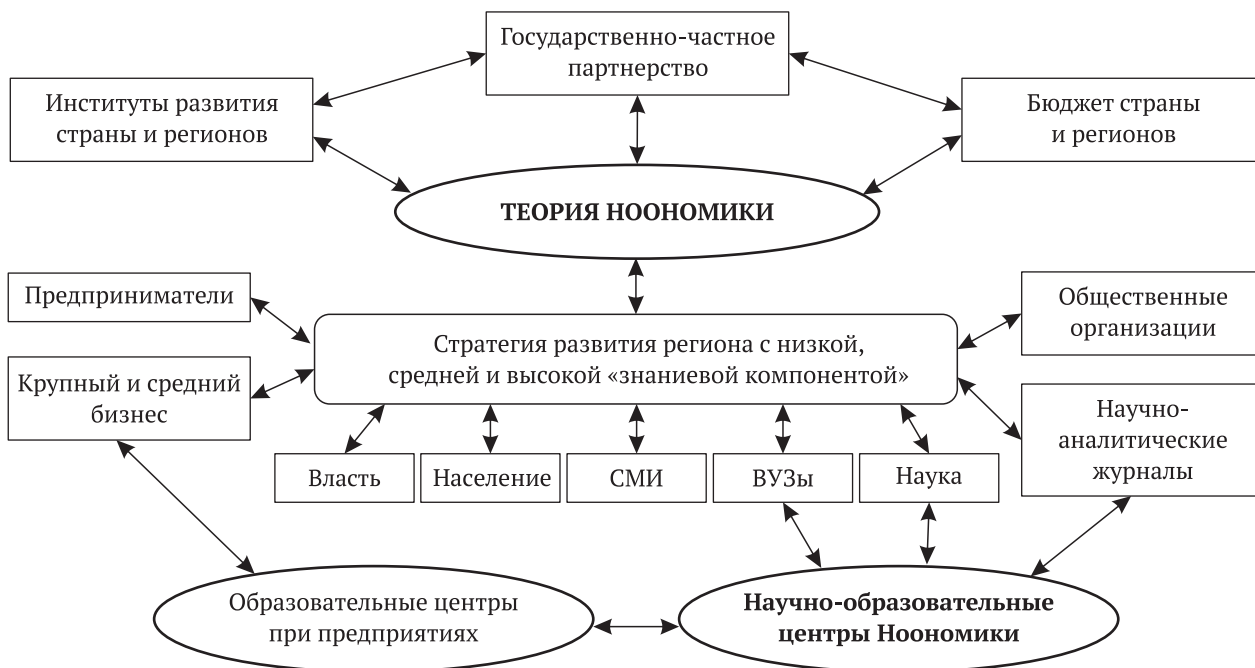 Государственно-частное
партнерство
Институты развития
страны и регионов
Бюджет страны
и регионов
ТЕОРИЯ НООНОМИКИ
Предприниматели
Общественные
организации
Стратегия развития региона с низкой,
средней и высокой «знаниевой компонентой»
Крупный и средний
бизнес
Научно-
аналитические
журналы
Власть
Население
СМИ
ВУЗы
Наука
Образовательные центры
при предприятиях
Научно-образовательные
центры Ноономики